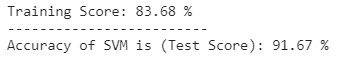 Training Score: 83.68 %
-------------------------
Accuracy of SVM is (Test Score): 91.67 %